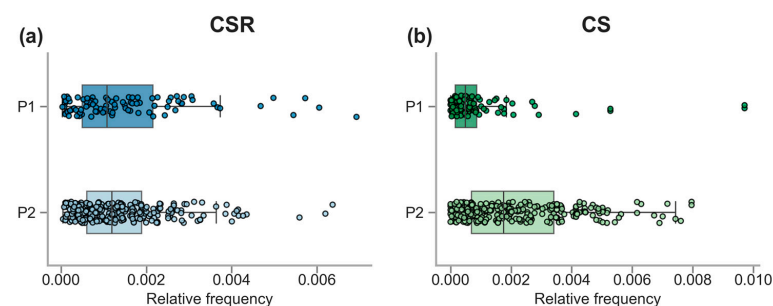 (a) CSR
P1
P2
0.000 0.002 0.004 0.006
Relative frequency
(b) CS
P1
P2
0.000 0.002 0.004 0.006 0.008 0.010
Relative frequency